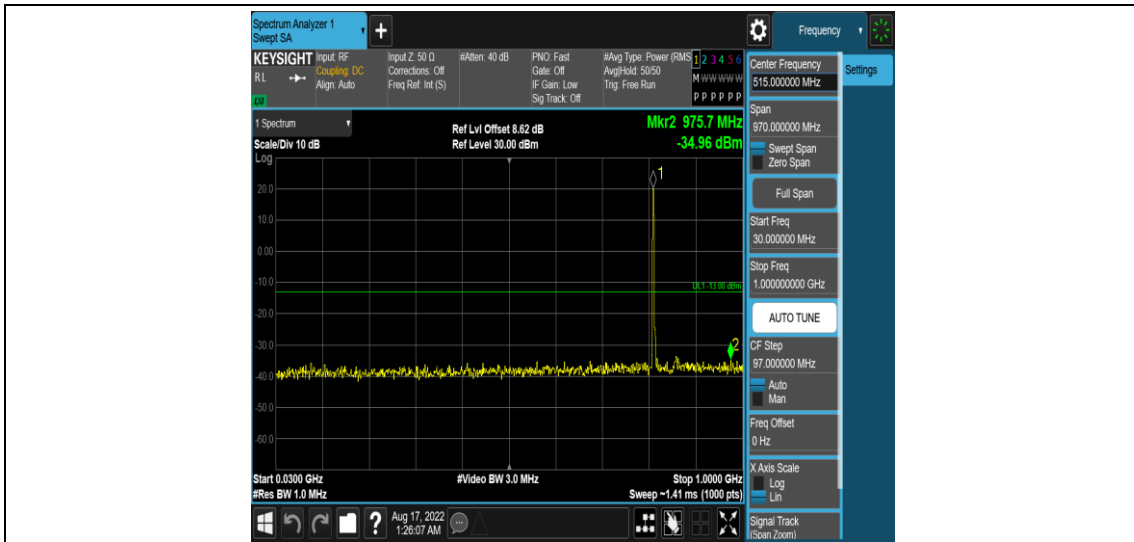 Spectrum Analyzer 1
Swept SA
+
Frequency
KEYSIGHT
RL
LXI
Input: RF
Coupling: DC
Align: Auto
Input Z: 50 Ω
Corrections: Off
Freq Ref: Int (S)
#Atten: 40 dB
PNO: Fast
Gate: Off
IF Gain: Low
Sig Track: Off
#Avg Type: Power (RMS
Avg|Hold: 50/50
Trig: Free Run
1 2 3 4 5 6
M W W W W W
P P P P P P
Center Frequency
515.000000 MHz
Settings
Span
970.000000 MHz
Swept Span
Zero Span
Full Span
Start Freq
30.000000 MHz
Stop Freq
1.000000000 GHz
AUTO TUNE
CF Step
97.000000 MHz
Auto
Man
Freq Offset
0 Hz
X Axis Scale
Log
Lin
Signal Track
(Span Zoom)
1 Spectrum
Scale/Div 10 dB
Log
Ref Lvl Offset 8.62 dB
Ref Level 30.00 dBm
Mkr2 975.7 MHz
-34.96 dBm
1
20.0
10.0
0.00
-10.0
DL1 -13.00 dBm
-20.0
-30.0
2
-40.0
-50.0
-60.0
Start 0.0300 GHz
#Res BW 1.0 MHz
#Video BW 3.0 MHz
Stop 1.0000 GHz
Sweep ~1.41 ms (1000 pts)
?
Aug 17, 2022
1:26:07 AM